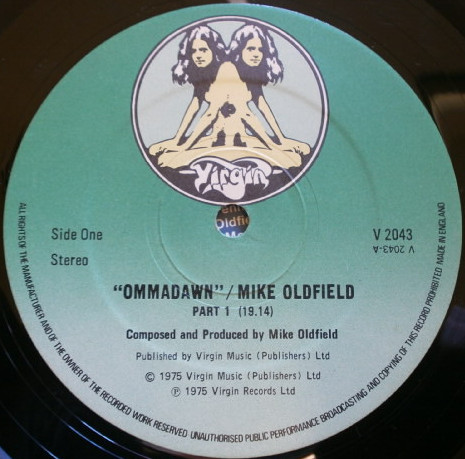 Virgin
eni
Oldfie
Mo
Side One
Stereo
V 2043
V 2043-A
“OMMADAWN” / MIKE OLDFIELD
PART 1 (19.14)
Composed and Produced by Mike Oldfield
Published by Virgin Music (Publishers) Ltd
© 1975 Virgin Music (Publishers) Ltd
℗ 1975 Virgin Records Ltd
ALL RIGHTS OF THE MANUFACTURER AND OF THE OWNER OF THE RECORDED WORK RESERVED UNAUTHORISED PUBLIC PERFORMANCE BROADCASTING AND COPYING OF THIS RECORD PROHIBITED MADE IN ENGLAND